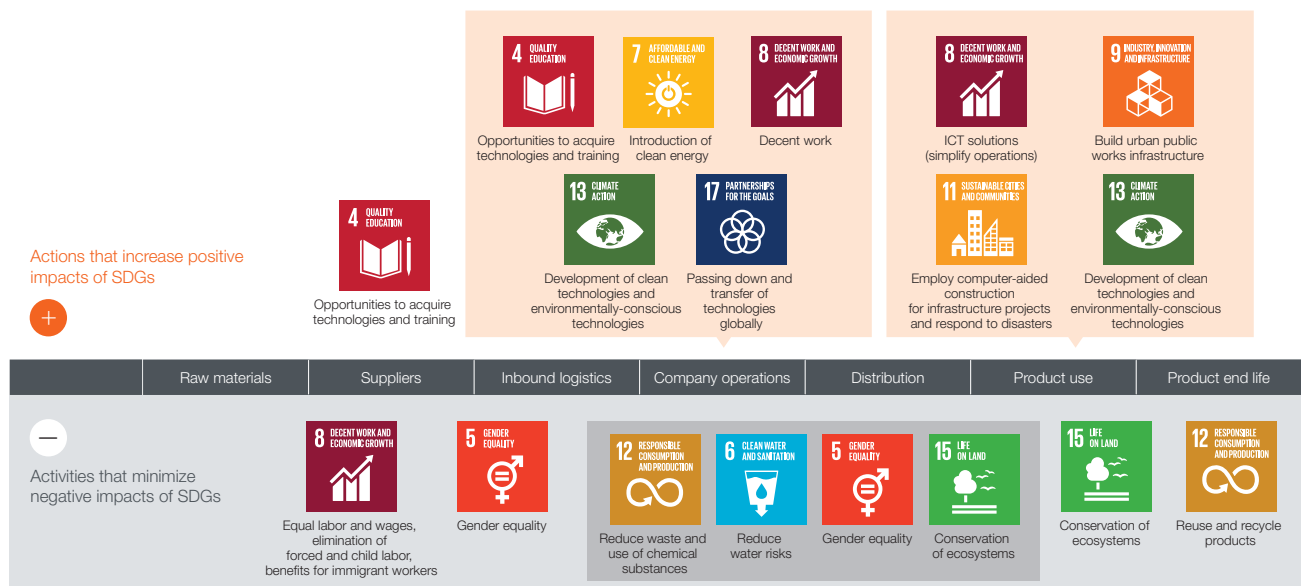 4 QUALITY
EDUCATION
Opportunities to acquire
technologies and training
7 AFFORDABLE AND
CLEAN ENERGY
Introduction of
clean energy
8 DECENT WORK AND
ECONOMIC GROWTH
Decent work
8 DECENT WORK AND
ECONOMIC GROWTH
ICT solutions
(simplify operations)
9 INDUSTRY, INNOVATION
AND INFRASTRUCTURE
Build urban public
works infrastructure
13 CLIMATE
ACTION
Development of clean
technologies and
environmentally-conscious
technologies
17 PARTNERSHIPS
FOR THE GOALS
Passing down and
transfer of
technologies
globally
11 SUSTAINABLE CITIES
AND COMMUNITIES
Employ computer-aided
construction
for infrastructure projects
and respond to disasters
13 CLIMATE
ACTION
Development of clean
technologies and
environmentally-conscious
technologies
4 QUALITY
EDUCATION
Opportunities to acquire
technologies and training
Actions that increase positive
impacts of SDGs
+
Raw materials
Suppliers
Inbound logistics
Company operations
Distribution
Product use
Product end life
—
Activities that minimize
negative impacts of SDGs
8 DECENT WORK AND
ECONOMIC GROWTH
Equal labor and wages,
elimination of
forced and child labor,
benefits for immigrant workers
5 GENDER
EQUALITY
Gender equality
12 RESPONSIBLE
CONSUMPTION
AND PRODUCTION
Reduce waste and
use of chemical
substances
6 CLEAN WATER
AND SANITATION
Reduce
water risks
5 GENDER
EQUALITY
Gender equality
15 LIFE
ON LAND
Conservation
of ecosystems
15 LIFE
ON LAND
Conservation of
ecosystems
12 RESPONSIBLE
CONSUMPTION
AND PRODUCTION
Reuse and recycle
products